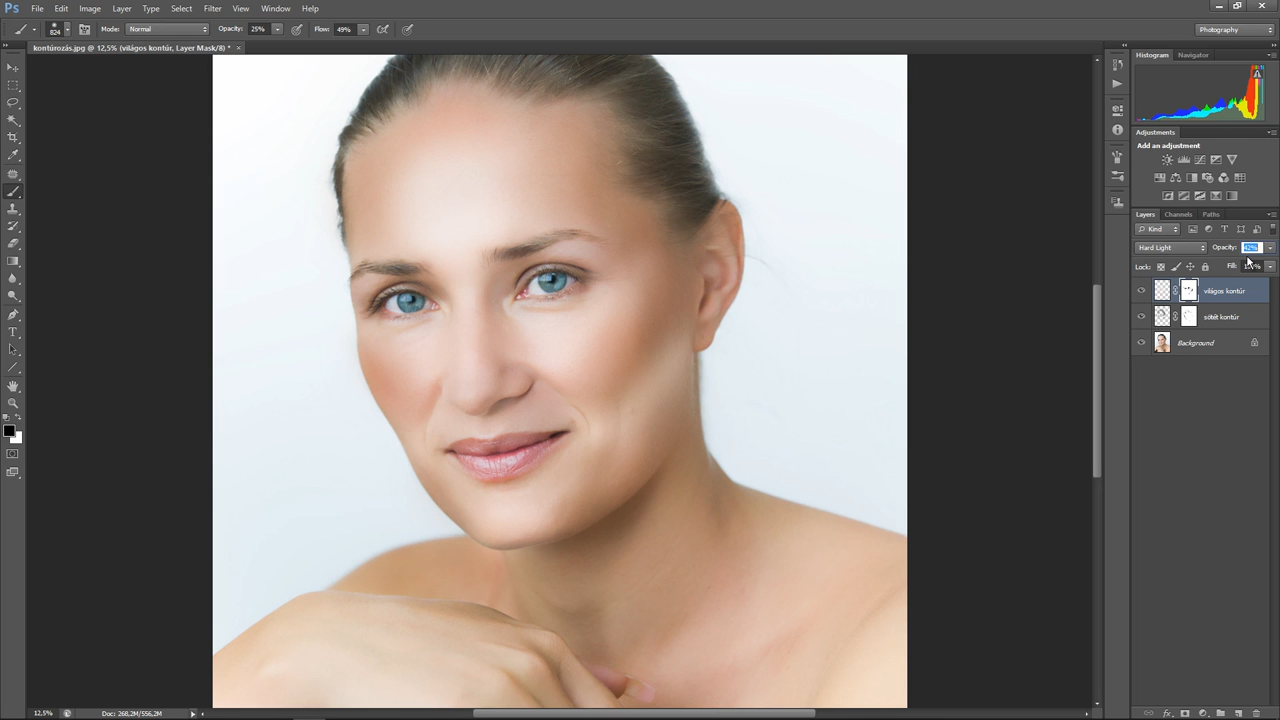 Ps File Edit Image Layer Type Select Filter View Window Help
824 Mode: Normal Opacity: 25% Flow: 49% Photography
kontúrozás.jpg @ 12,5% (világos kontúr, Layer Mask/8) * ×
Histogram Navigator
Adjustments
Add an adjustment
Layers Channels Paths
Kind
Hard Light Opacity: 42%
Lock: Fill:
világos kontúr
sötét kontúr
Background
12,5% Doc: 268,2M/556,2M